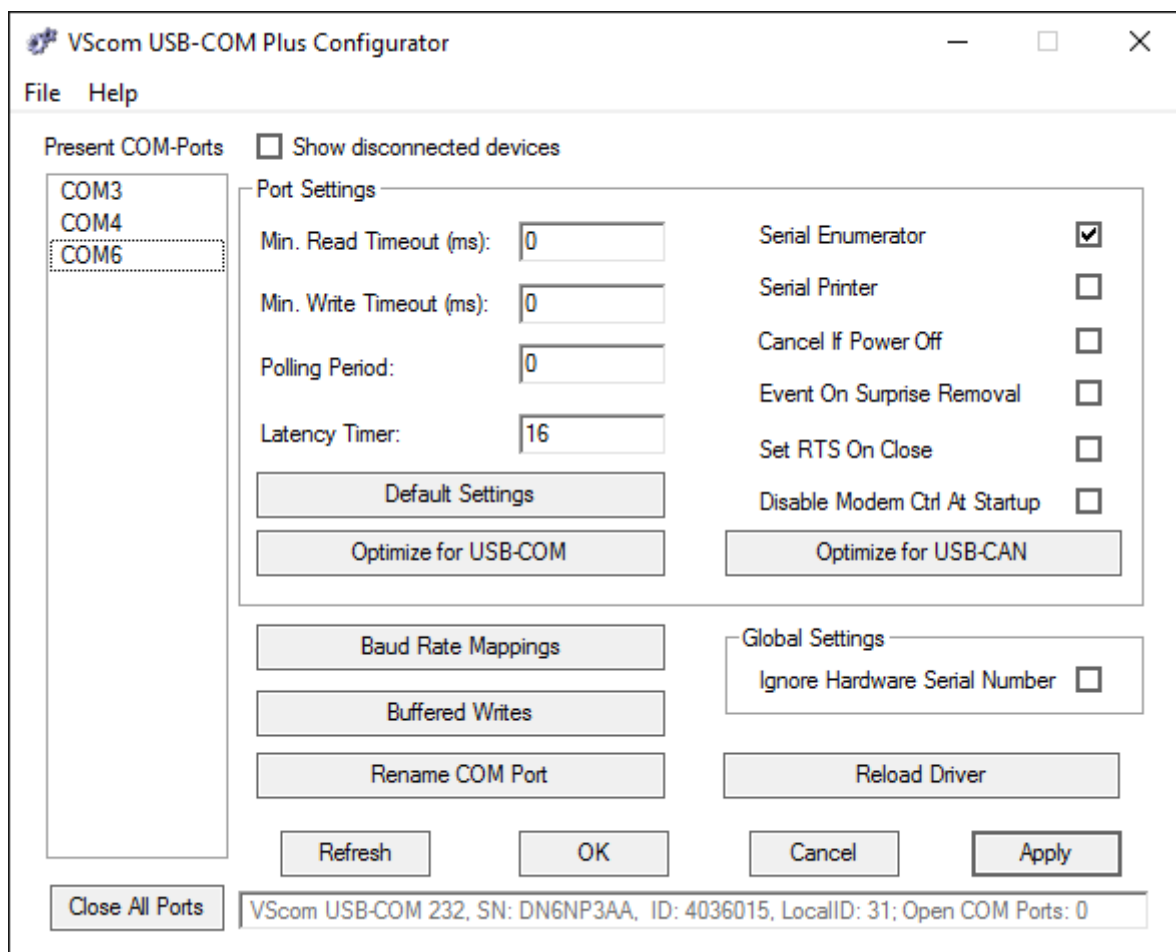 VScom USB-COM Plus Configurator
File Help
Present COM-Ports
Show disconnected devices
COM3
COM4
COM6
Port Settings
Min. Read Timeout (ms): 0
Min. Write Timeout (ms): 0
Polling Period: 0
Latency Timer: 16
Serial Enumerator
Serial Printer
Cancel If Power Off
Event On Surprise Removal
Set RTS On Close
Disable Modem Ctrl At Startup
Default Settings
Optimize for USB-COM
Optimize for USB-CAN
Baud Rate Mappings
Buffered Writes
Rename COM Port
Global Settings
Ignore Hardware Serial Number
Reload Driver
Refresh
OK
Cancel
Apply
Close All Ports
VScom USB-COM 232, SN: DN6NP3AA, ID: 4036015, LocalID: 31; Open COM Ports: 0